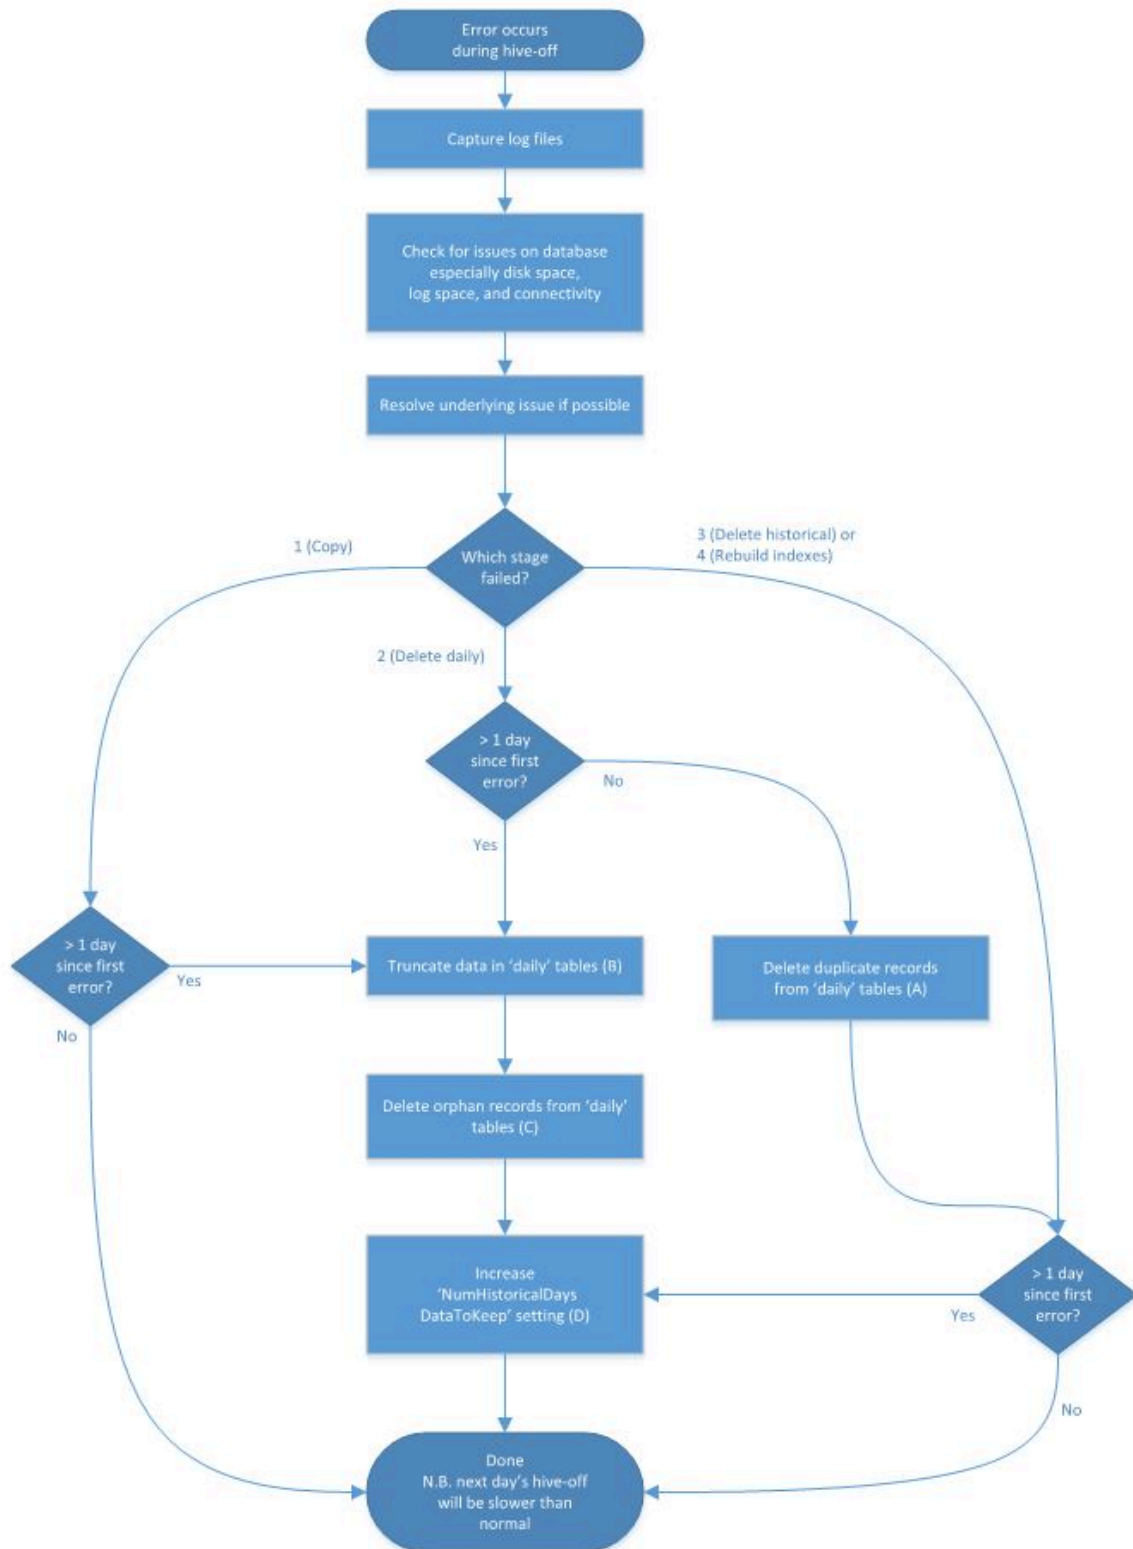 Error occurs
during hive-off
Capture log files
Check for issues on database
especially disk space,
log space, and connectivity
Resolve underlying issue if possible
Which stage
failed?
1 (Copy)
3 (Delete historical) or
4 (Rebuild indexes)
2 (Delete daily)
> 1 day
since first
error?
No
Yes
> 1 day
since first
error?
Yes
No
Truncate data in ‘daily’ tables (B)
Delete duplicate records
from ‘daily’ tables (A)
Delete orphan records from ‘daily’
tables (C)
Increase
‘NumHistoricalDays
DataToKeep’ setting (D)
> 1 day
since first
error?
Yes
No
Done
N.B. next day’s hive-off
will be slower than
normal